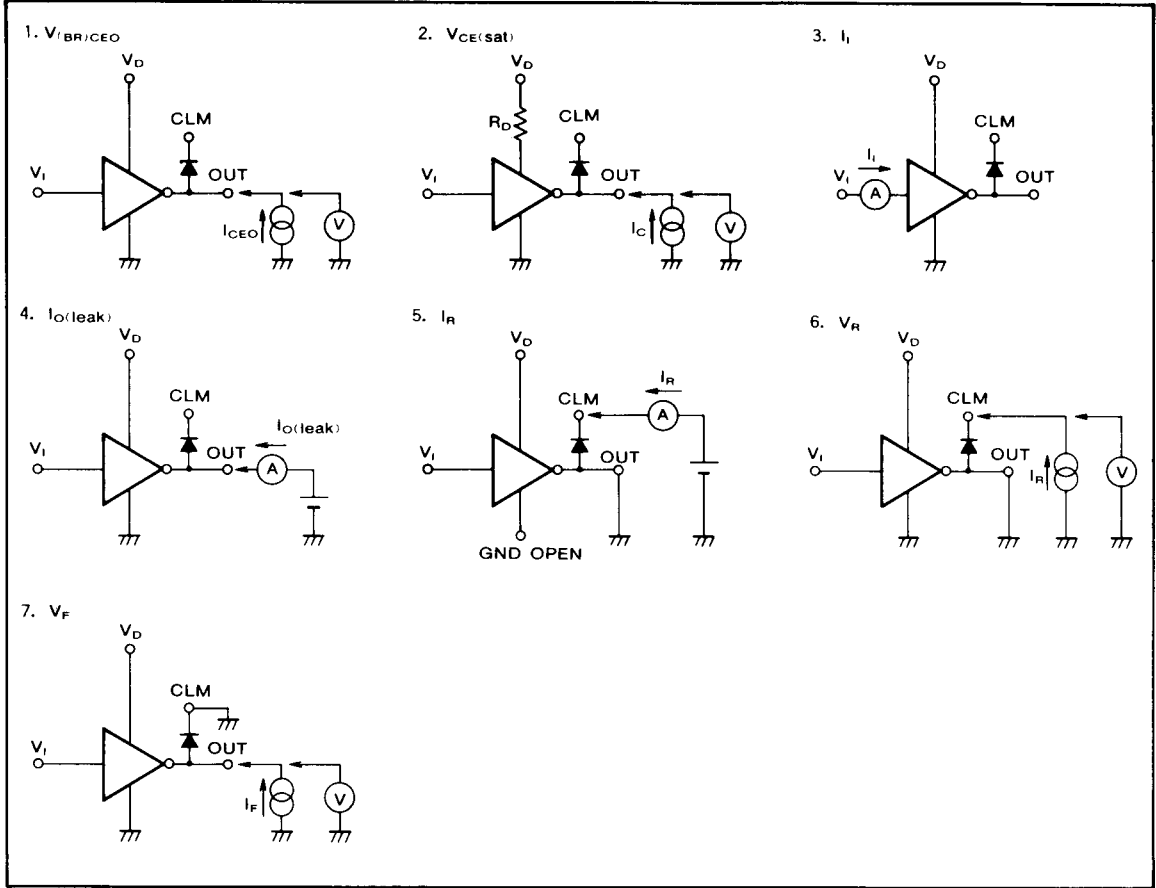 1. V(BR)CEO
VD
CLM
VI
OUT
ICEO
V
2. VCE(sat)
VD
RD
CLM
VI
OUT
IC
V
3. II
VD
CLM
II
VI
A
OUT
4. IO(leak)
VD
CLM
IO(leak)
VI
OUT
A
5. IR
VD
IR
CLM
A
VI
OUT
GND OPEN
6. VR
VD
CLM
VI
OUT
IR
V
7. VF
VD
CLM
VI
OUT
IF
V